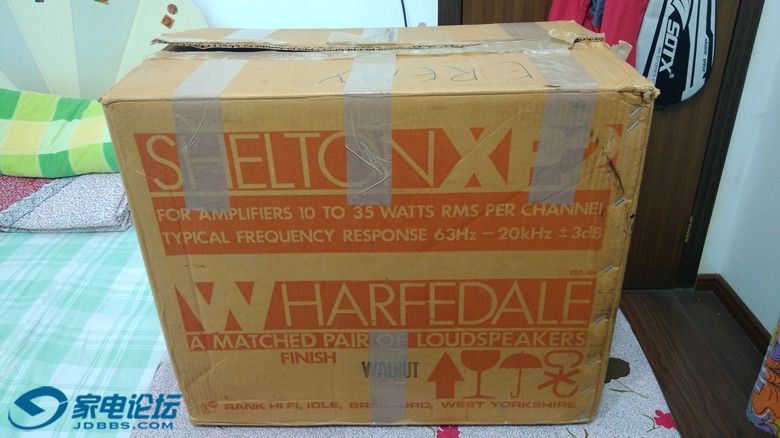 SHELTON XP2
FOR AMPLIFIERS 10 TO 35 WATTS RMS PER CHANNEL
TYPICAL FREQUENCY RESPONSE 63Hz – 20kHz ± 3dB
WHARFEDALE
A MATCHED PAIR OF LOUDSPEAKERS
FINISH
WALNUT
RANK HI FI, IDLE, BRADFORD, WEST YORKSHIRE
家电论坛
JDBBS.COM